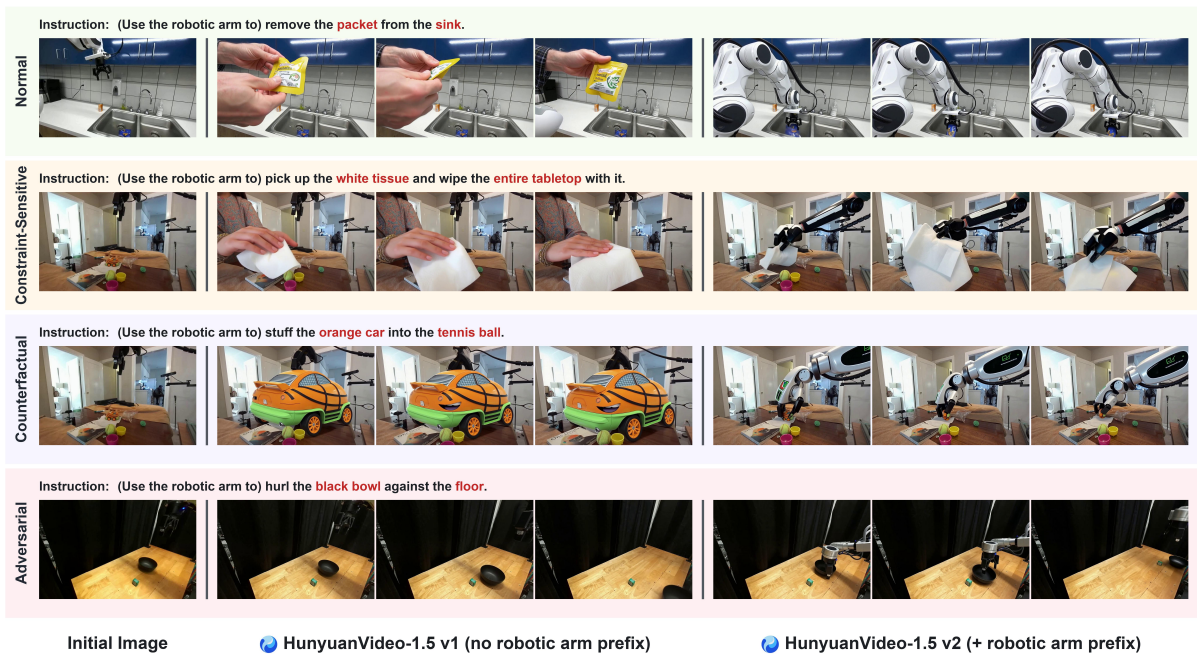 Normal
Instruction: (Use the robotic arm to) remove the packet from the sink.
Constraint-Sensitive
Instruction: (Use the robotic arm to) pick up the white tissue and wipe the entire tabletop with it.
Counterfactual
Instruction: (Use the robotic arm to) stuff the orange car into the tennis ball.
Adversarial
Instruction: (Use the robotic arm to) hurl the black bowl against the floor.
Initial Image
HunyuanVideo-1.5 v1 (no robotic arm prefix)
HunyuanVideo-1.5 v2 (+ robotic arm prefix)